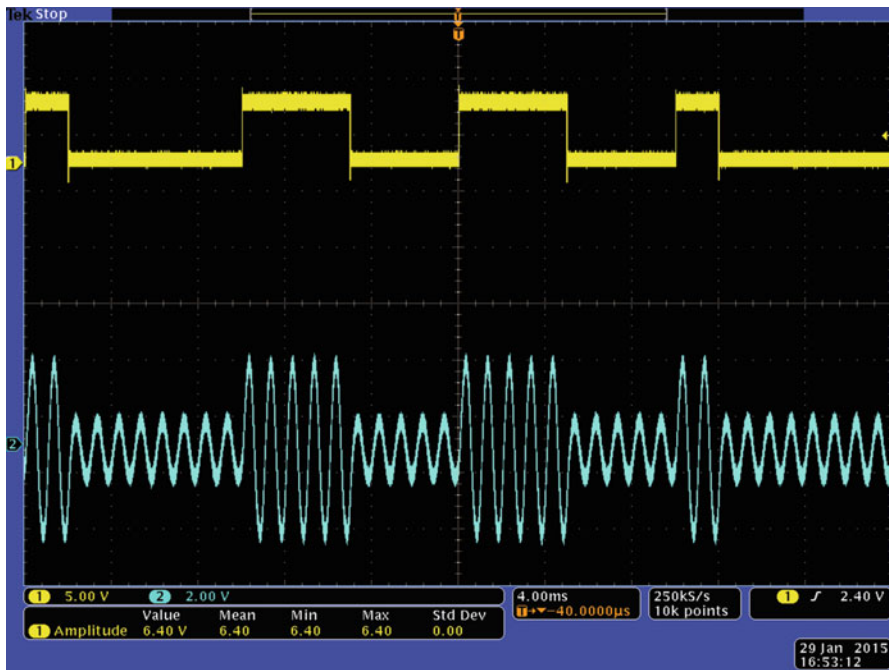 Tek Stop
T
T
1
2
1 5.00 V 2 2.00 V
Value Mean Min Max Std Dev
1 Amplitude 6.40 V 6.40 6.40 6.40 0.00
4.00ms
T→▼−40.0000µs
250kS/s
10k points
1 ∫ 2.40 V
29 Jan 2015
16:53:12